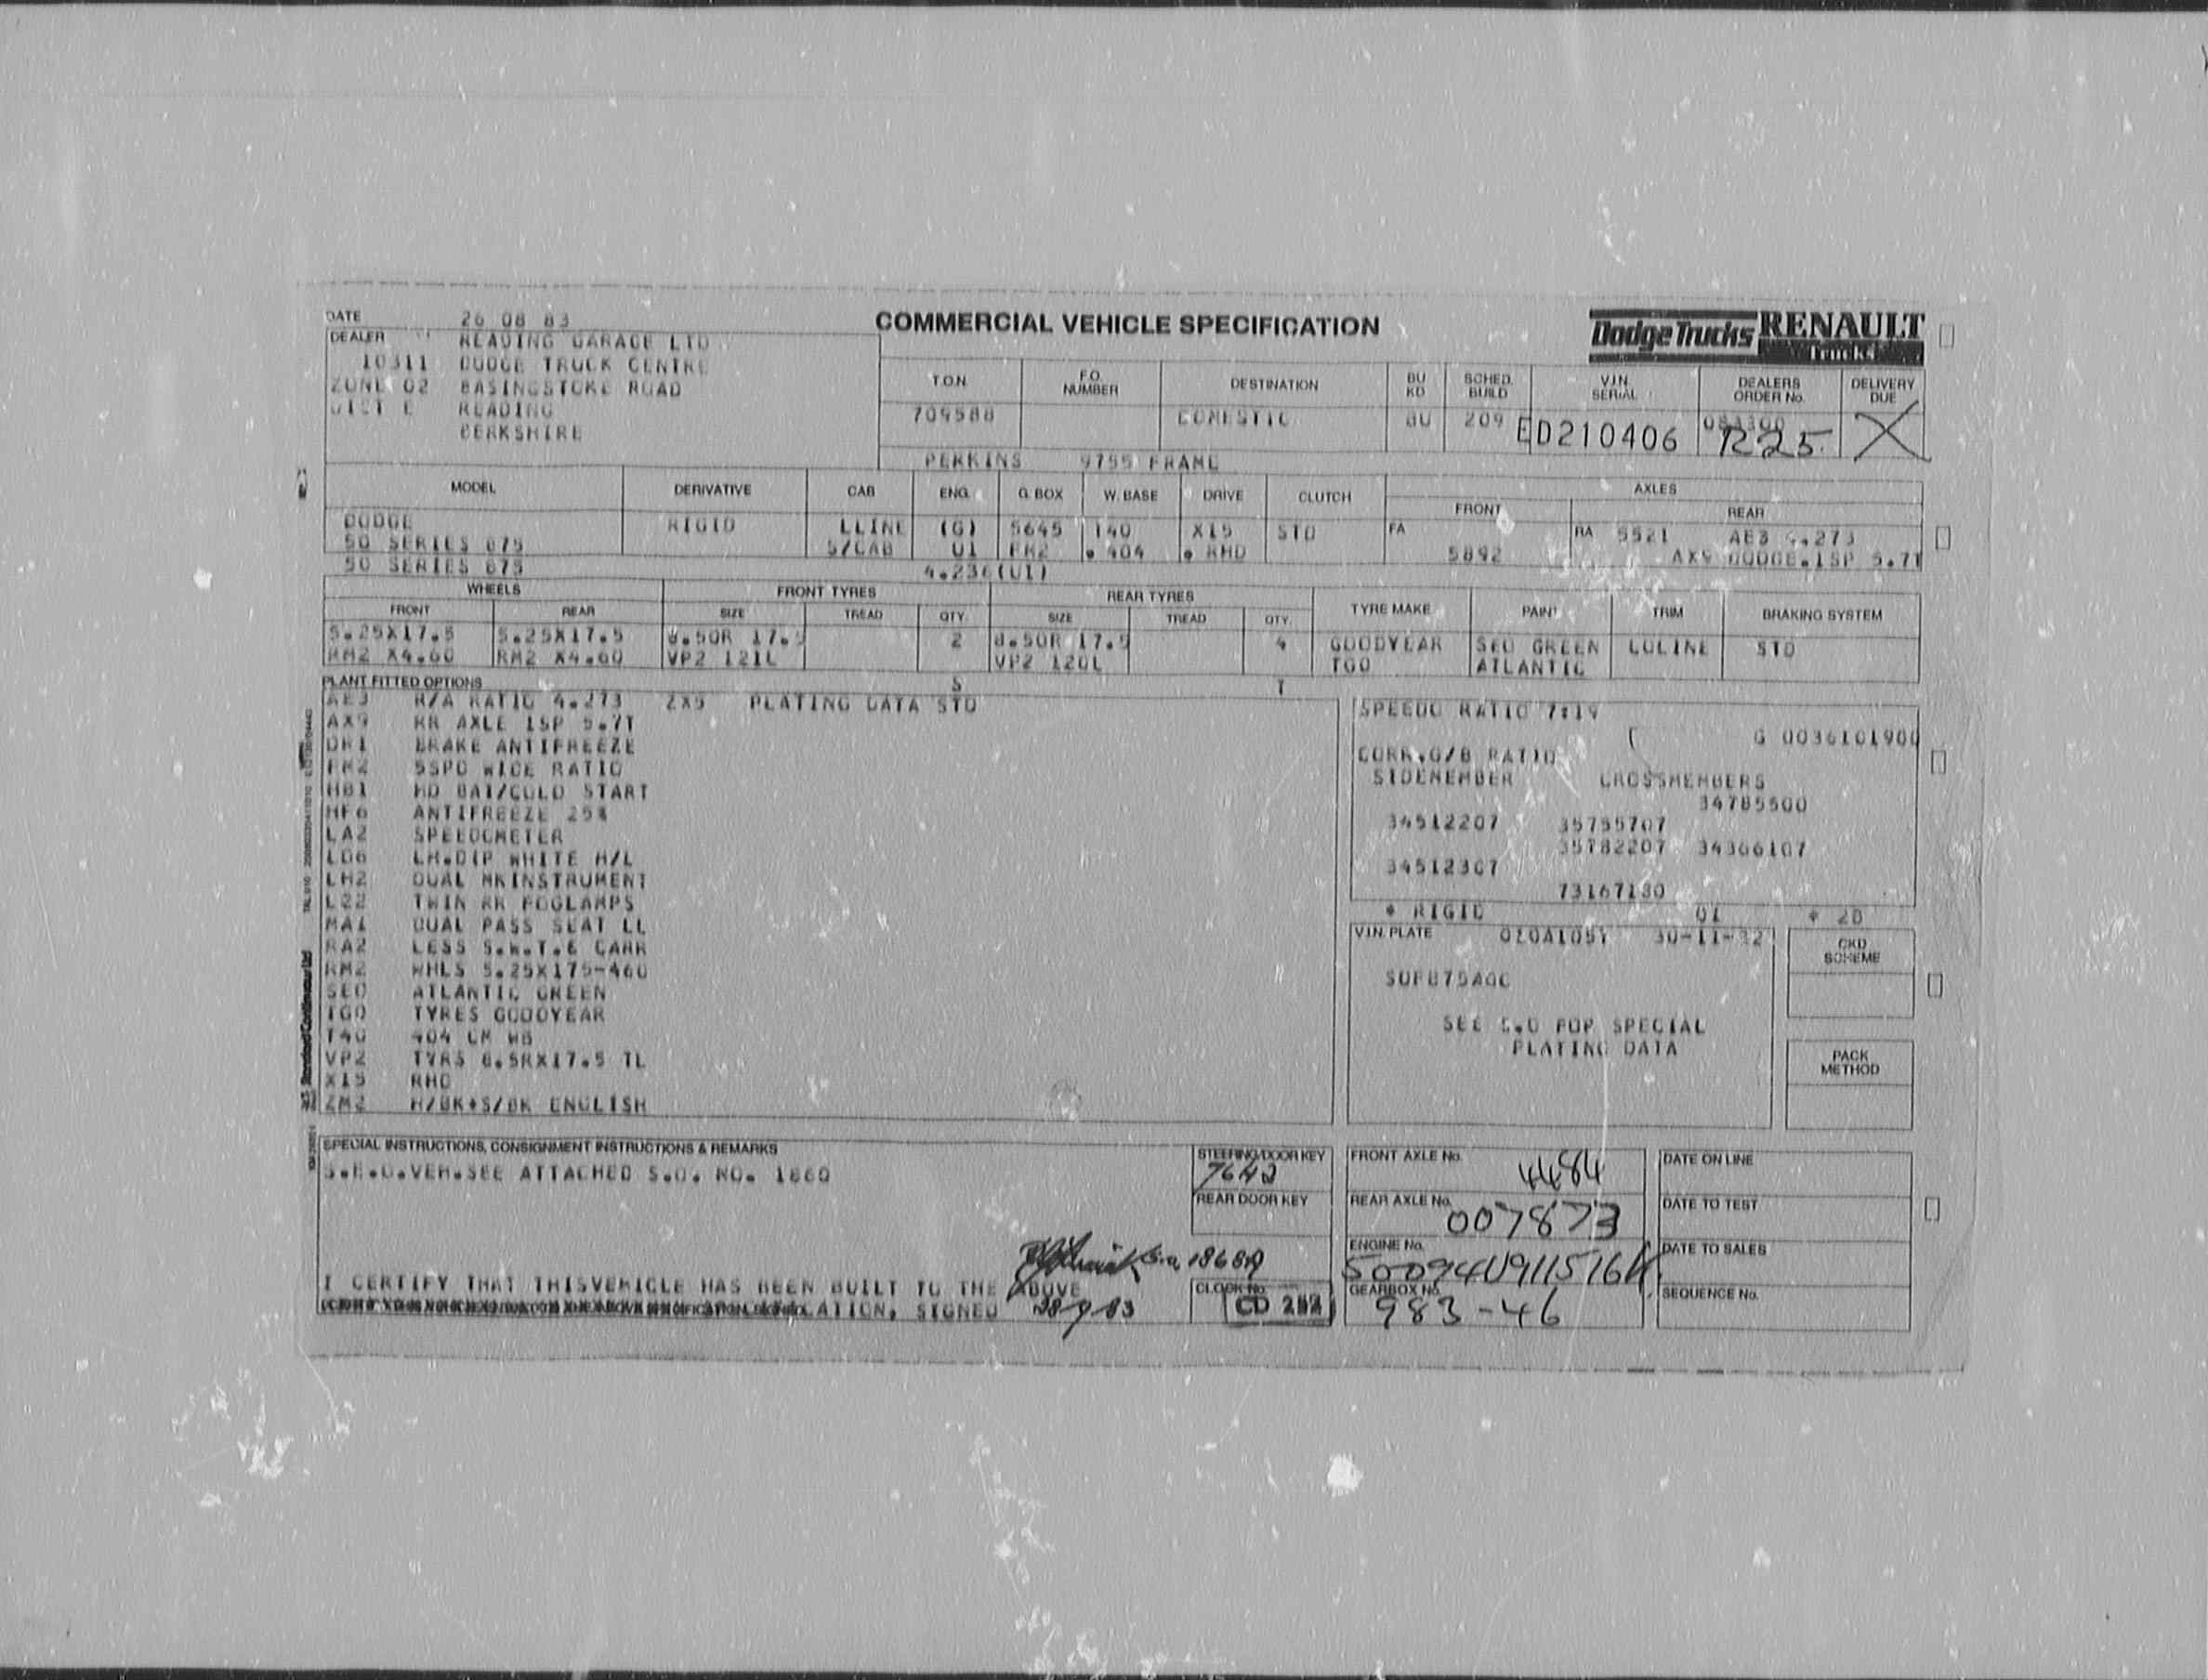 DATE 26 08 83
COMMERCIAL VEHICLE SPECIFICATION
Dodge Trucks RENAULT Trucks
DEALER READING GARAGE LTD
10311 DODGE TRUCK CENTRE
ZONE 02 BASINGSTOKE ROAD
DIST E READING
BERKSHIRE
T.O.N. F.O. NUMBER DESTINATION BU KD SCHED. BUILD V.I.N. SERIAL DEALERS ORDER No. DELIVERY DUE
709588 DOMESTIC BU 209 ED210406 R25 X
PERKINS 9755 FRAME
MODEL DERIVATIVE CAB ENG. G. BOX W. BASE DRIVE CLUTCH AXLES
FRONT REAR
DODGE RIGID LLINE (G) 5645 140 X15 STD FA RA 5521 AE3 4.273
50 SERIES S/CAB U1 FM2 . 404 . RHD 5892 AX9 DODGE.1SP 5.7T
50 SERIES 4.236(U1)
WHEELS FRONT TYRES REAR TYRES TYRE MAKE PAINT TRIM BRAKING SYSTEM
FRONT REAR SIZE TREAD QTY. SIZE TREAD QTY.
5.25X17.5 5.25X17.5 8.50R 17.5 2 8.50R 17.5 4 GOODYEAR SEO GREEN LOLINE STD
RM2 X4.60 RM2 X4.60 VP2 121L VP2 120L TGO ATLANTIC
PLANT FITTED OPTIONS S T
AE3 R/A RATIO 4.273 ZX5 PLATING DATA STD
AX9 RR AXLE 1SP 5.7T
BRAKE ANTIFREEZE
FM2 5SPD WIDE RATIO
HB1 HD BAT/COLD START
HF6 ANTIFREEZE 25%
LA2 SPEEDOMETER
LD6 LH.DIP WHITE H/L
LH2 DUAL HKINSTRUMENT
L22 TWIN RR FOGLAMPS
MA1 DUAL PASS SEAT LL
RA2 LESS S.W.T.& CARR
RM2 WHLS 5.25X175-460
SEO ATLANTIC GREEN
TGO TYRES GOODYEAR
T40 404 CM WB
VP2 TYRS 8.5RX17.5 TL
X15 RHD
ZM2 H/BK+S/BK ENGLISH
SPEEDO RATIO 7:19
G 0036101900
CORR.G/B RATIO
SIDEMEMBER CROSSMEMBERS
34785500
34512207 35755707
35782207 34366107
34512307
73167130
* RIGID 01 * 28
V.I.N. PLATE
CKD SCHEME
SEE S.O FOR SPECIAL
PLATING DATA
PACK METHOD
SPECIAL INSTRUCTIONS, CONSIGNMENT INSTRUCTIONS & REMARKS
S.E.O.VEH.SEE ATTACHED S.O. NO. 1860
STEERING/DOOR KEY 7642
REAR DOOR KEY
FRONT AXLE No. 4484
REAR AXLE No. 007873
ENGINE No.
GEARBOX No. 983-46
DATE ON LINE
DATE TO TEST
DATE TO SALES
SEQUENCE No.
I CERTIFY THAT THISVEHICLE HAS BEEN BUILT TO THE ABOVE
SIGNED 28-9-83
CLOCK No. CD 212